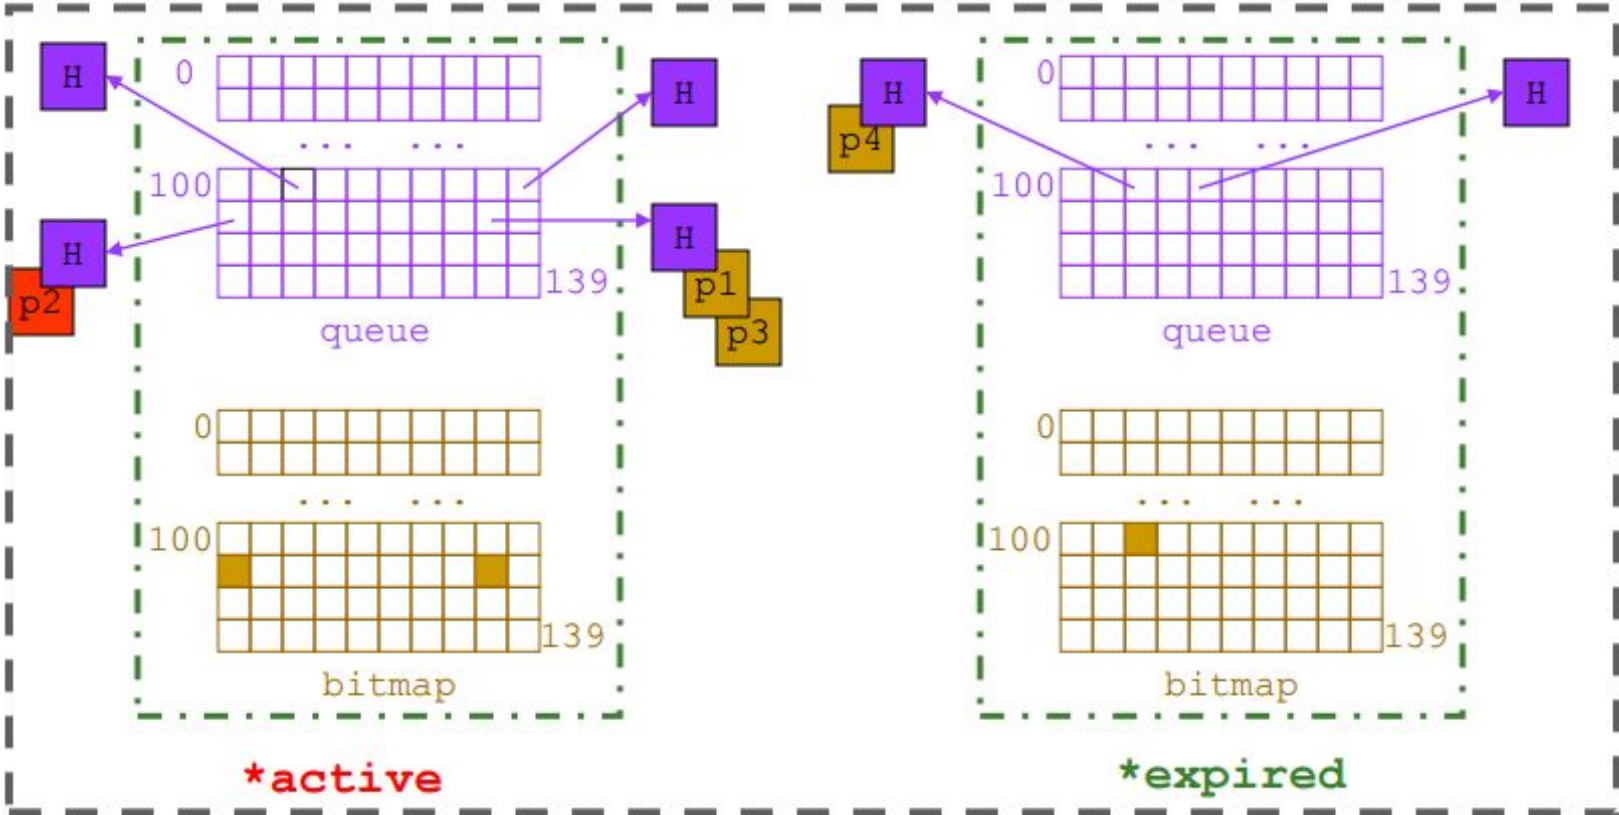 H
0
H
H
0
H
p4
... ...
... ...
100
100
H
H
p2
p1
139
139
p3
queue
queue
0
0
... ...
... ...
100
100
139
139
bitmap
bitmap
*active
*expired